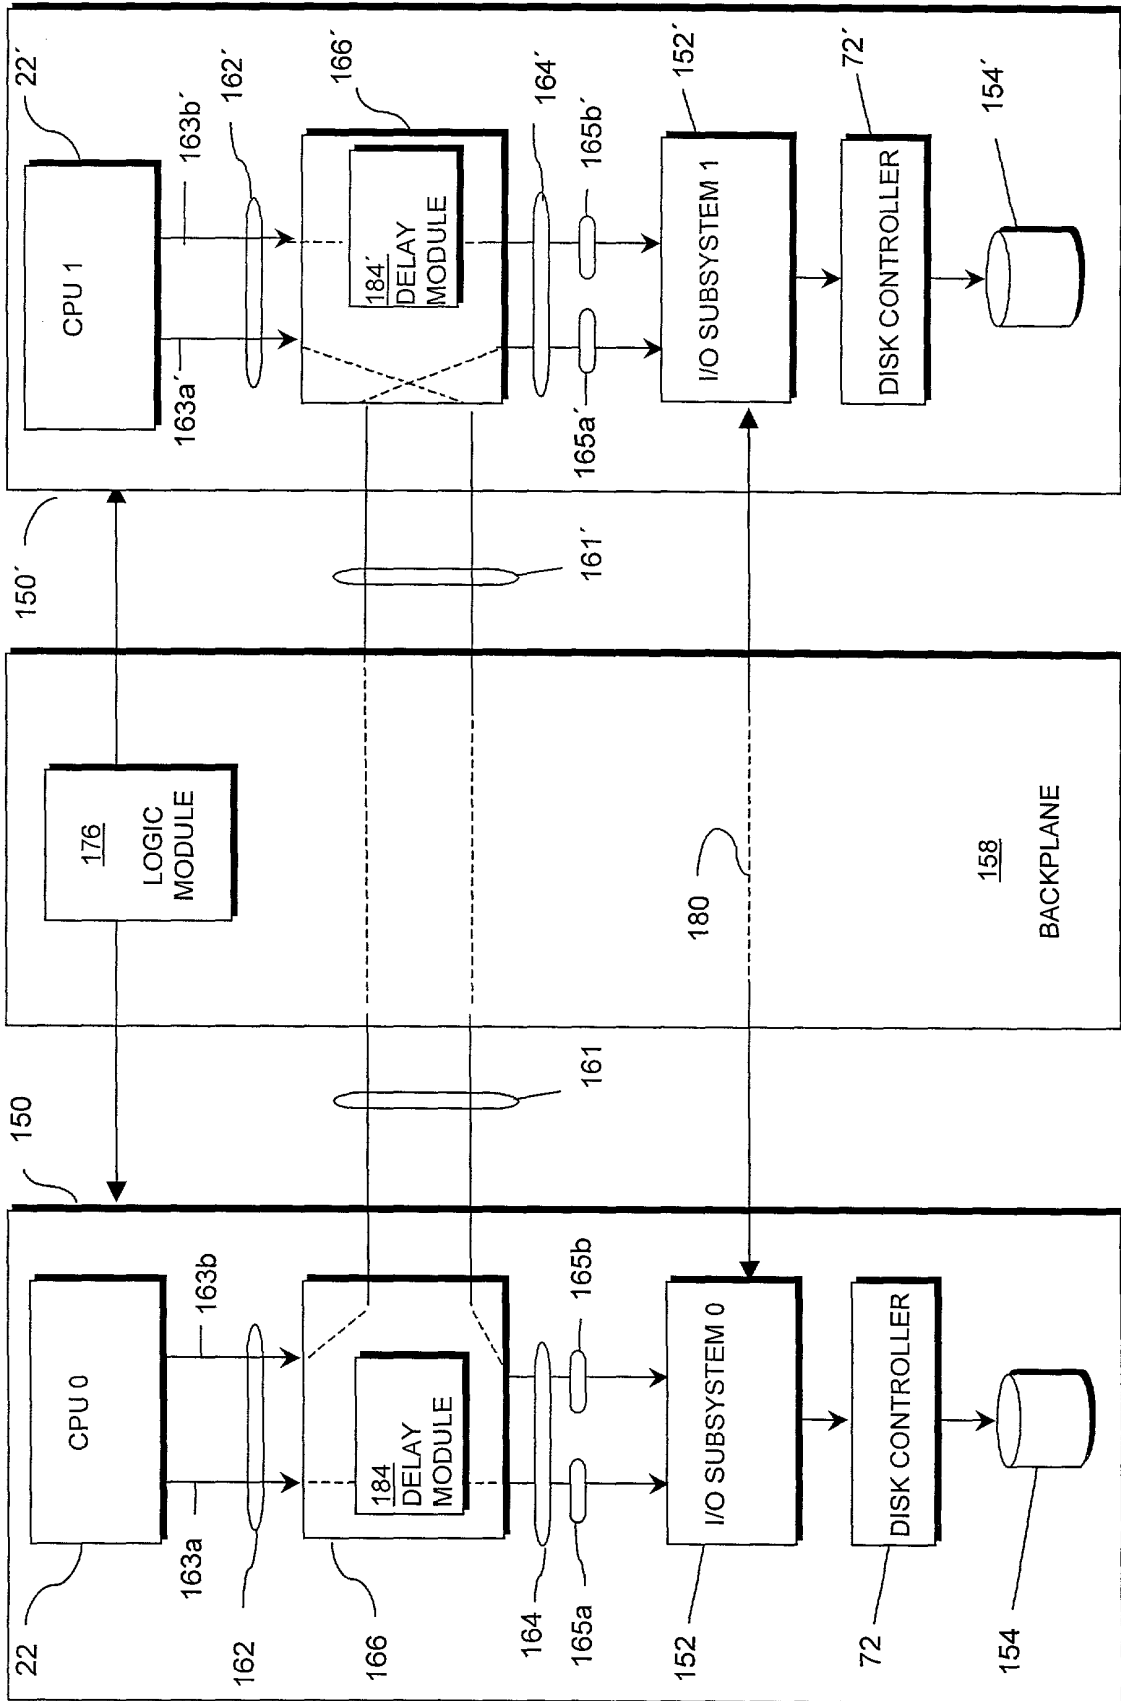 150
CPU 0
22
163a
163b
162
166
184
DELAY
MODULE
164
165a
165b
I/O SUBSYSTEM 0
152
DISK CONTROLLER
72
154
161
176
LOGIC
MODULE
180
158
BACKPLANE
150´
161´
CPU 1
22´
163a´
163b´
162´
166´
184´
DELAY
MODULE
164´
165a´
165b´
I/O SUBSYSTEM 1
152´
DISK CONTROLLER
72´
154´